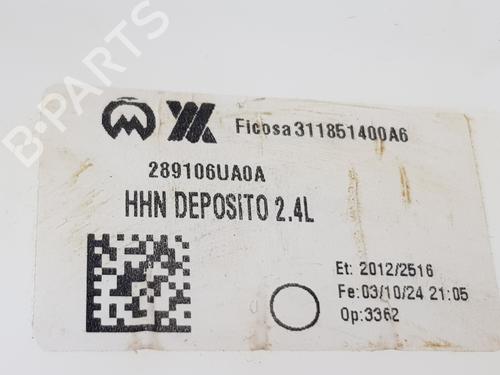 Ficosa 311851400A6
289106UA0A
HHN DEPOSITO 2.4L
Et: 2012/2516
Fe:03/10/24 21:05
Op:3362
B-PARTS